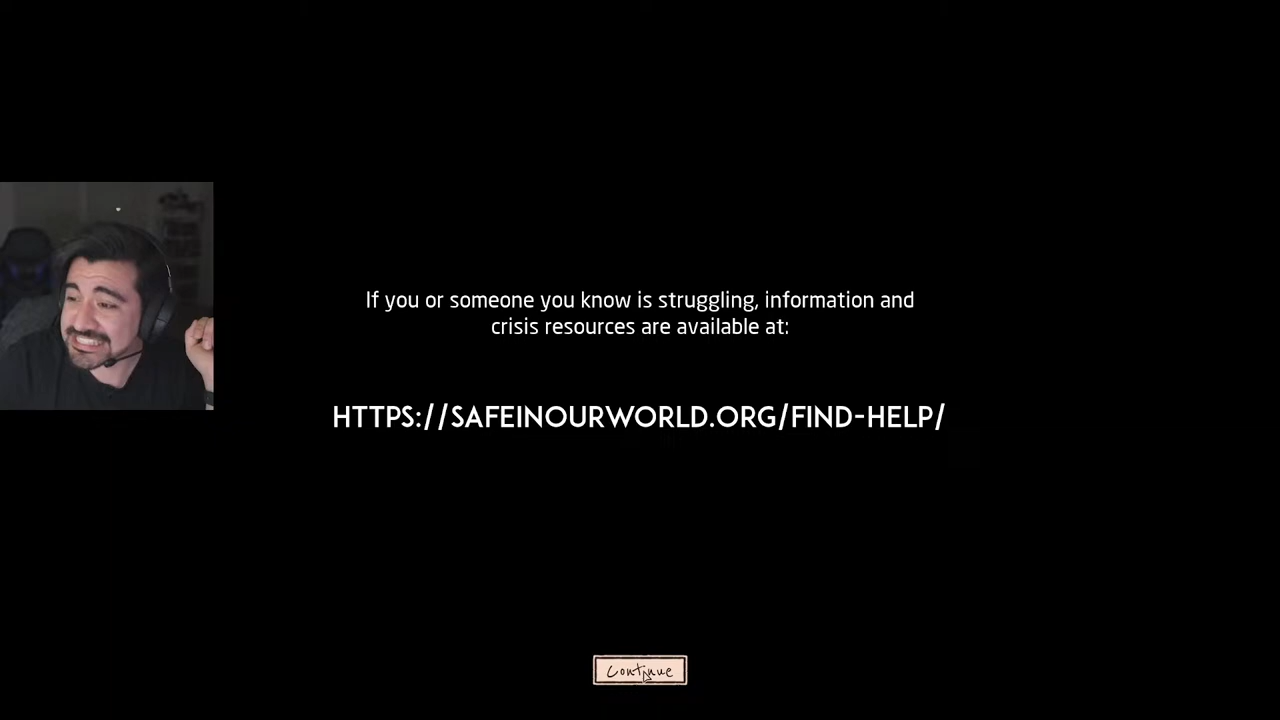 If you or someone you know is struggling, information and
crisis resources are available at:
HTTPS://SAFEINOURWORLD.ORG/FIND-HELP/
Continue